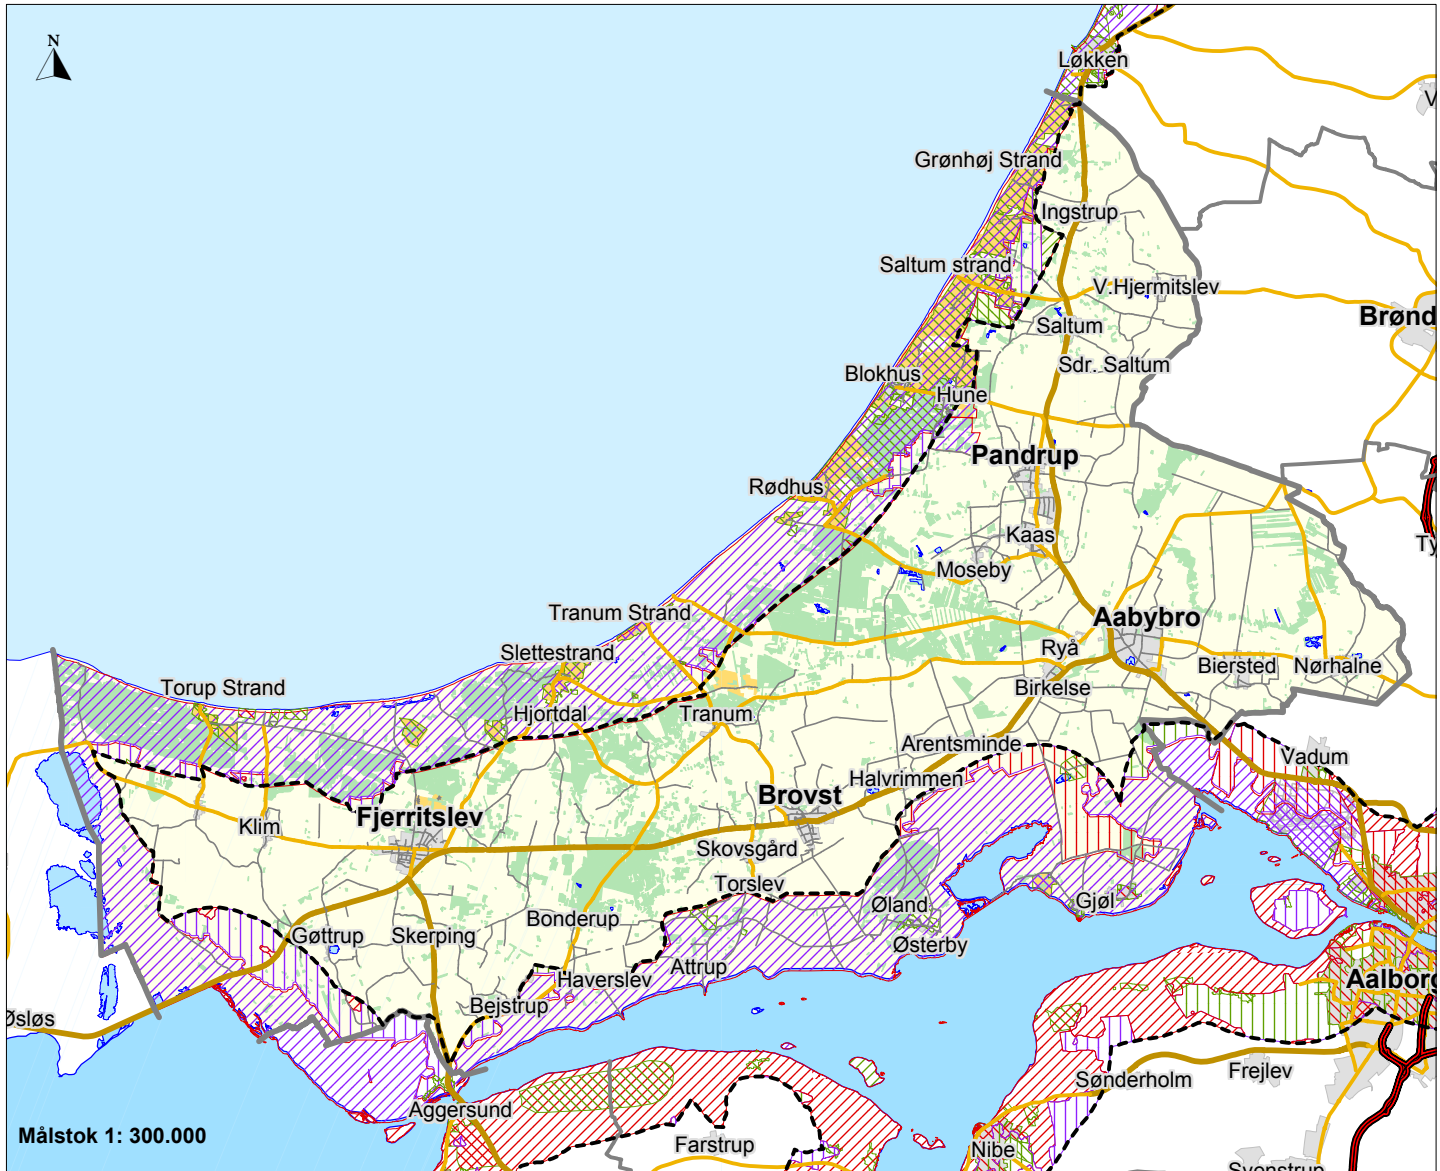 N
Løkken
V
Grønhøj Strand
Ingstrup
Saltum strand
V.Hjermitslev
Saltum
Brønd
Sdr. Saltum
Blokhus
Hune
Pandrup
Rødhus
Kaas
Ty
Moseby
Tranum Strand
Aabybro
Slettestrand
Ryå
Biersted
Nørhalne
Torup Strand
Birkelse
Hjortdal
Tranum
Arentsminde
Vadum
Halvrimmen
Brovst
Fjerritslev
Klim
Skovsgård
Torslev
Gjøl
Øland
Bonderup
Gøttrup
Skerping
Østerby
Attrup
Haverslev
Aalborg
Bejstrup
Øsløs
Frejlev
Sønderholm
Aggersund
Målstok 1: 300.000
Farstrup
Nibe
Svenstrup